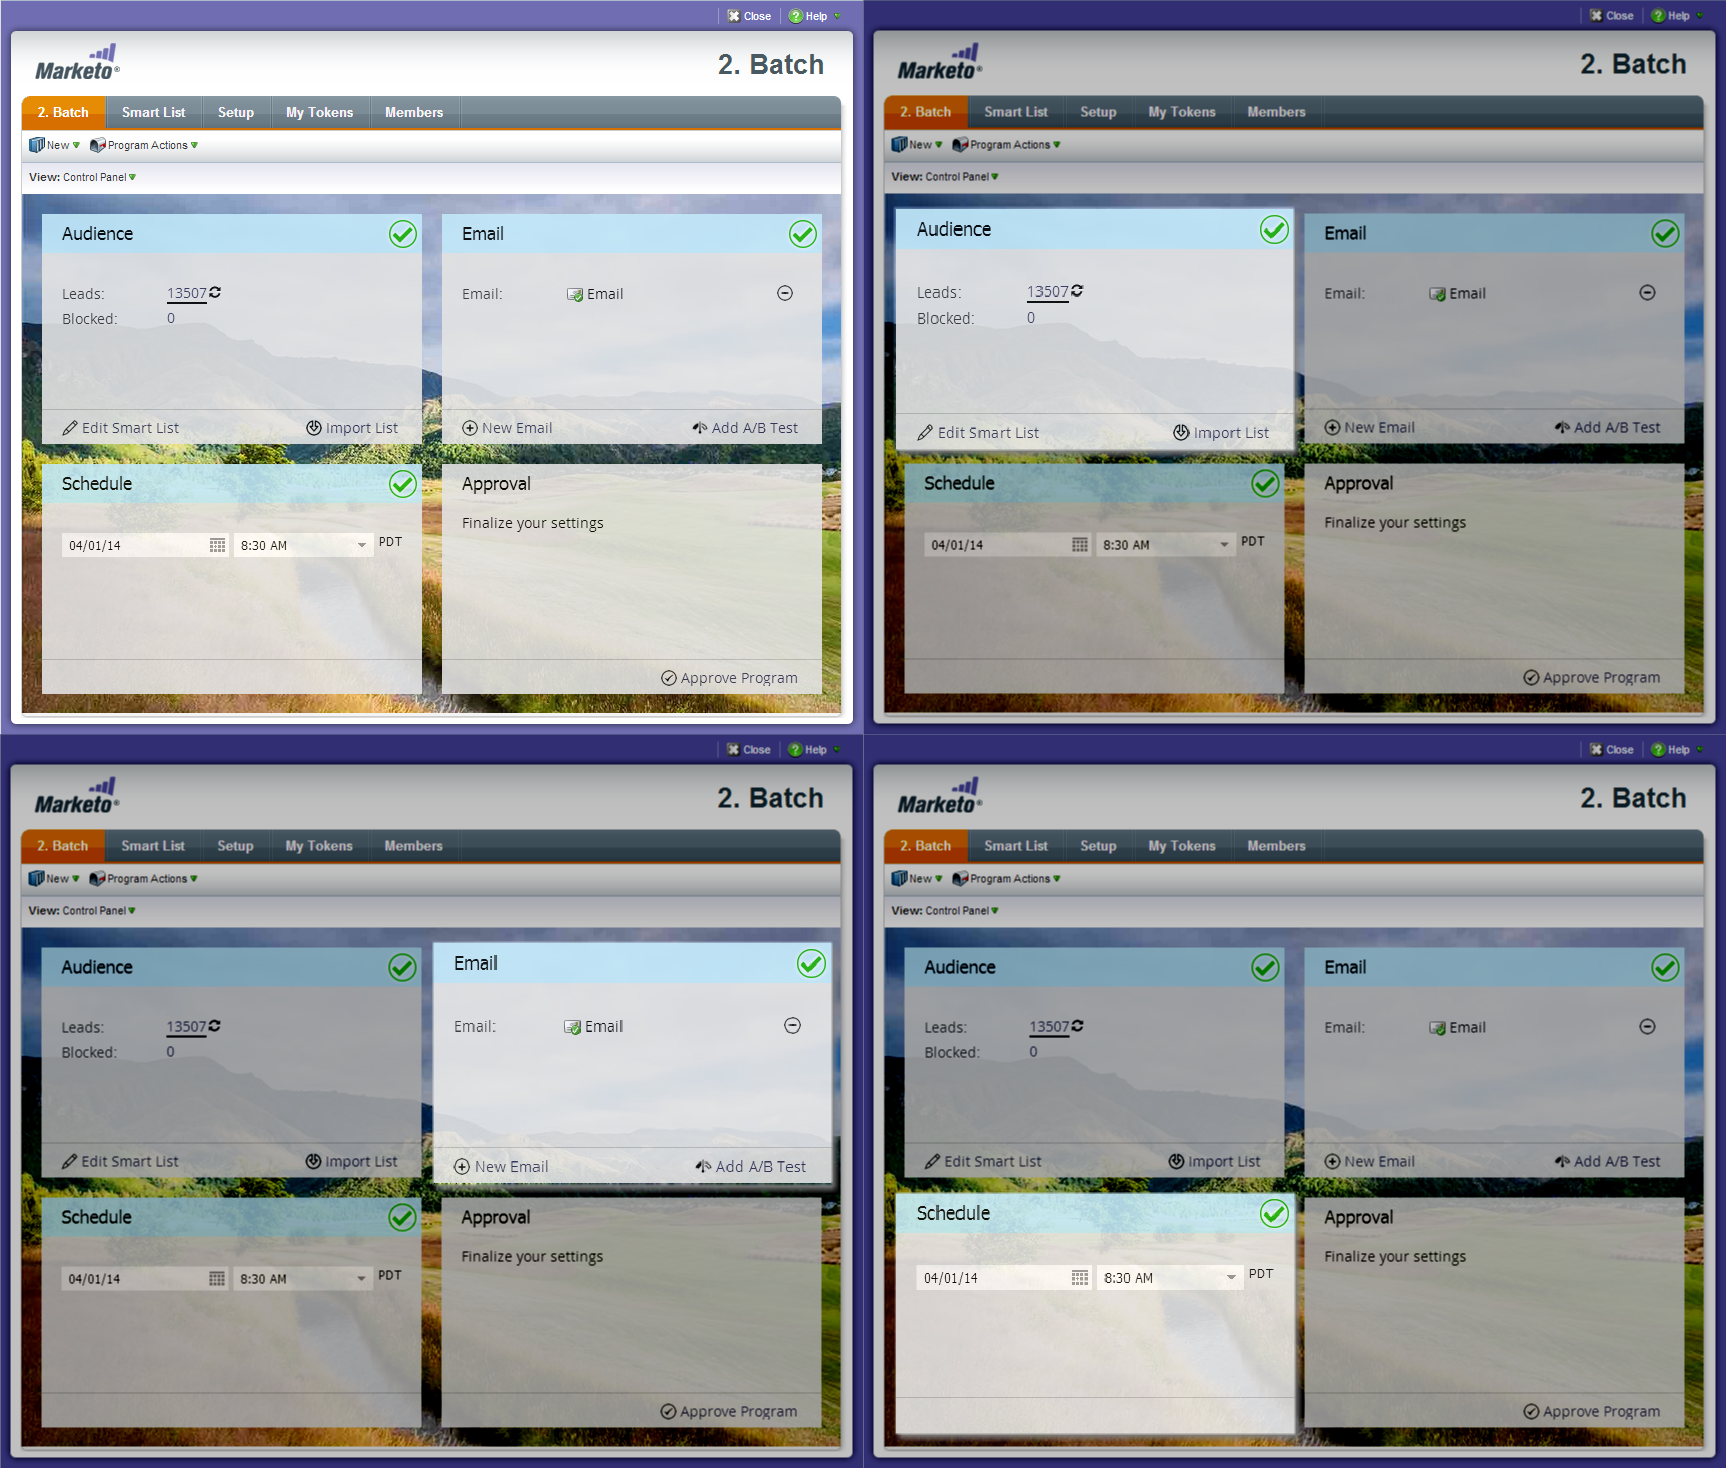 Close Help
Marketo®
2. Batch
2. Batch Smart List Setup My Tokens Members
New Program Actions
View: Control Panel
Audience
Leads: 13507
Blocked: 0
Edit Smart List Import List
Email
Email: Email
New Email Add A/B Test
Schedule
04/01/14 8:30 AM PDT
Approval
Finalize your settings
Approve Program
Close Help
Marketo®
2. Batch
2. Batch Smart List Setup My Tokens Members
New Program Actions
View: Control Panel
Audience
Leads: 13507
Blocked: 0
Edit Smart List Import List
Email
Email: Email
New Email Add A/B Test
Schedule
04/01/14 8:30 AM PDT
Approval
Finalize your settings
Approve Program
Close Help
Marketo®
2. Batch
2. Batch Smart List Setup My Tokens Members
New Program Actions
View: Control Panel
Audience
Leads: 13507
Blocked: 0
Edit Smart List Import List
Email
Email: Email
New Email Add A/B Test
Schedule
04/01/14 8:30 AM PDT
Approval
Finalize your settings
Approve Program
Close Help
Marketo®
2. Batch
2. Batch Smart List Setup My Tokens Members
New Program Actions
View: Control Panel
Audience
Leads: 13507
Blocked: 0
Edit Smart List Import List
Email
Email: Email
New Email Add A/B Test
Schedule
04/01/14 8:30 AM PDT
Approval
Finalize your settings
Approve Program